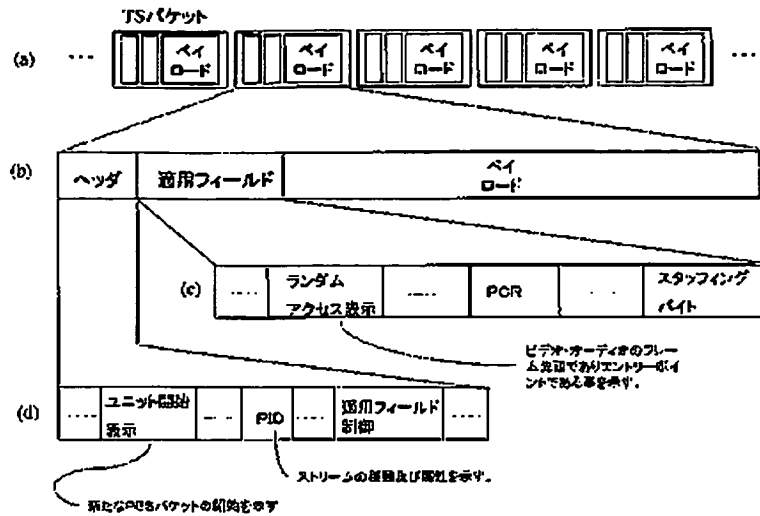 TSパケット
(a)
····
ペイ
ロード
ペイ
ロード
ペイ
ロード
ペイ
ロード
ペイ
ロード
····
(b)
ヘッダ
適用フィールド
ペイ
ロード
(c)
····
ランダム
アクセス表示
····
PCR
····
スタッフィング
バイト
ビデオ・オーディオのフレー
ム先頭でありエントリーポイ
ントである事を示す。
(d)
····
ユニット開始
表示
····
PID
····
適用フィールド
制御
····
ストリームの種類及び属性を示す。
新たなPESパケットの開始を示す